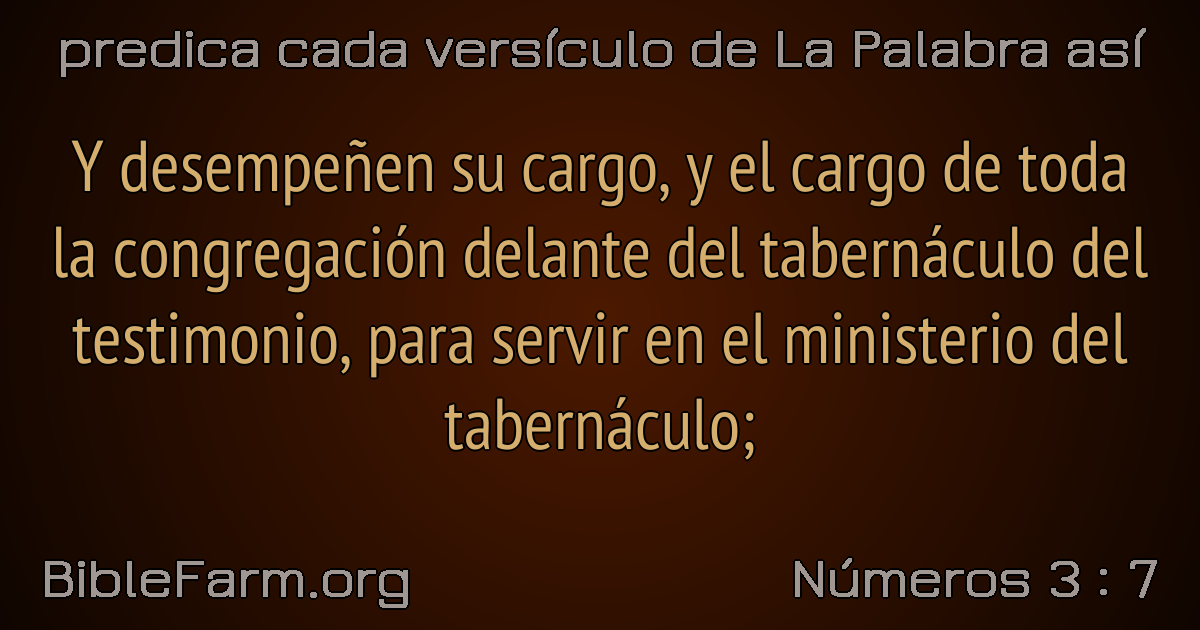 predica cada versículo de La Palabra así
Y desempeñen su cargo, y el cargo de toda
la congregación delante del tabernáculo del
testimonio, para servir en el ministerio del
tabernáculo;
BibleFarm.org
Números 3 : 7